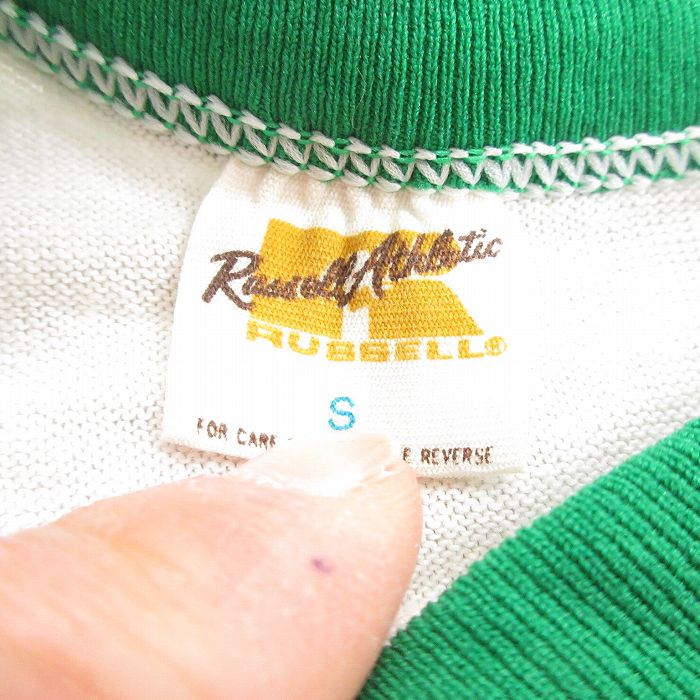 Russell Athletic
RUSSELL®
S
FOR CARE
REVERSE